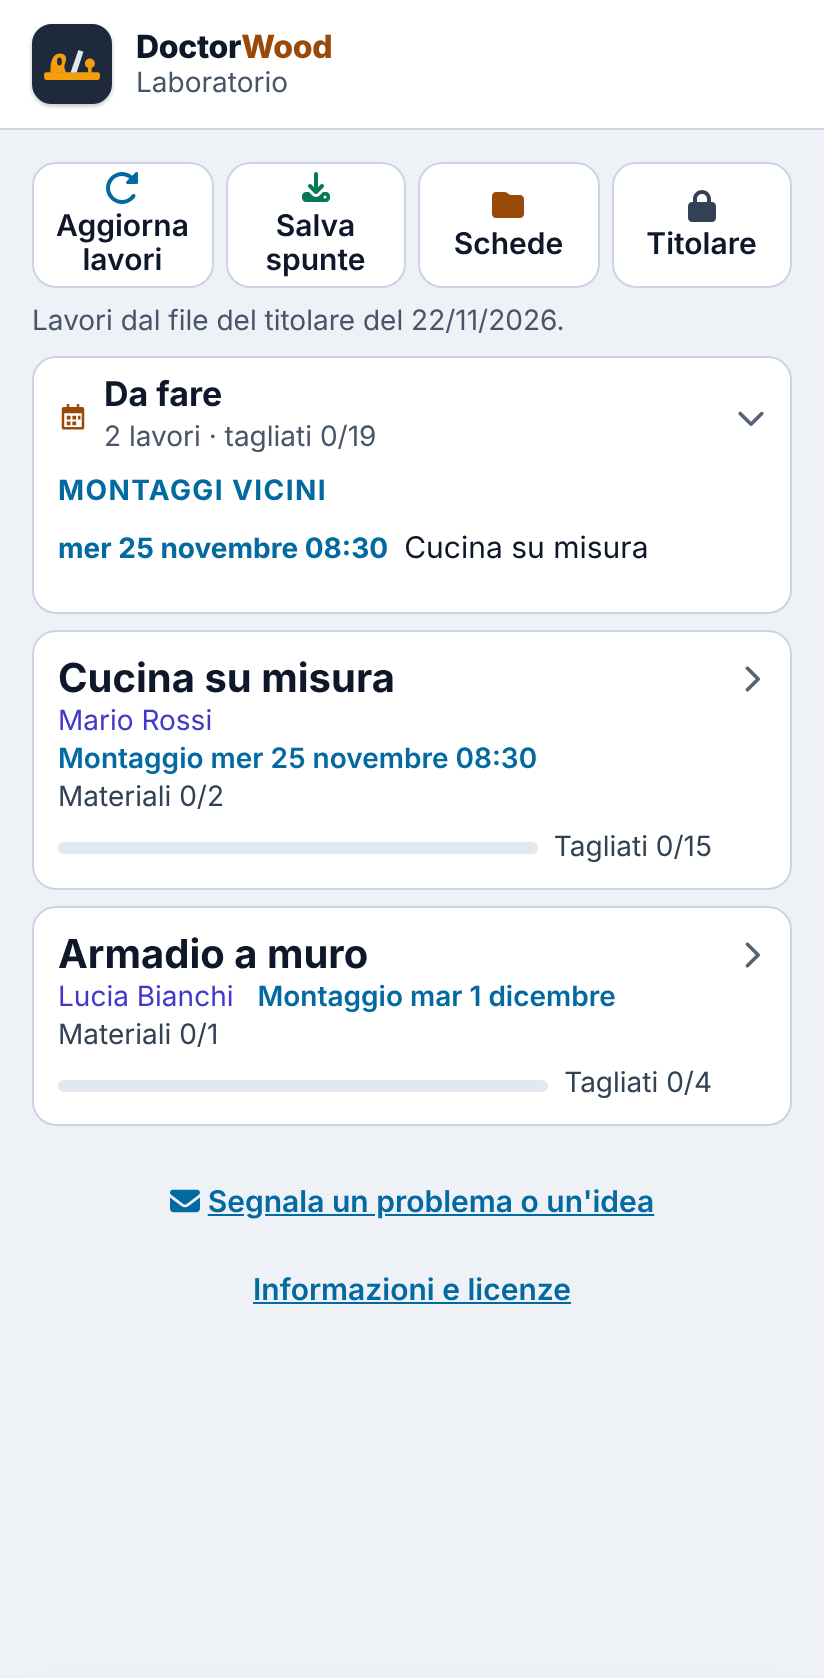 DoctorWood
Laboratorio
Aggiorna lavori
Salva spunte
Schede
Titolare
Lavori dal file del titolare del 22/11/2026.
Da fare
2 lavori · tagliati 0/19
MONTAGGI VICINI
mer 25 novembre 08:30 Cucina su misura
Cucina su misura
Mario Rossi
Montaggio mer 25 novembre 08:30
Materiali 0/2
Tagliati 0/15
Armadio a muro
Lucia Bianchi Montaggio mar 1 dicembre
Materiali 0/1
Tagliati 0/4
Segnala un problema o un'idea
Informazioni e licenze